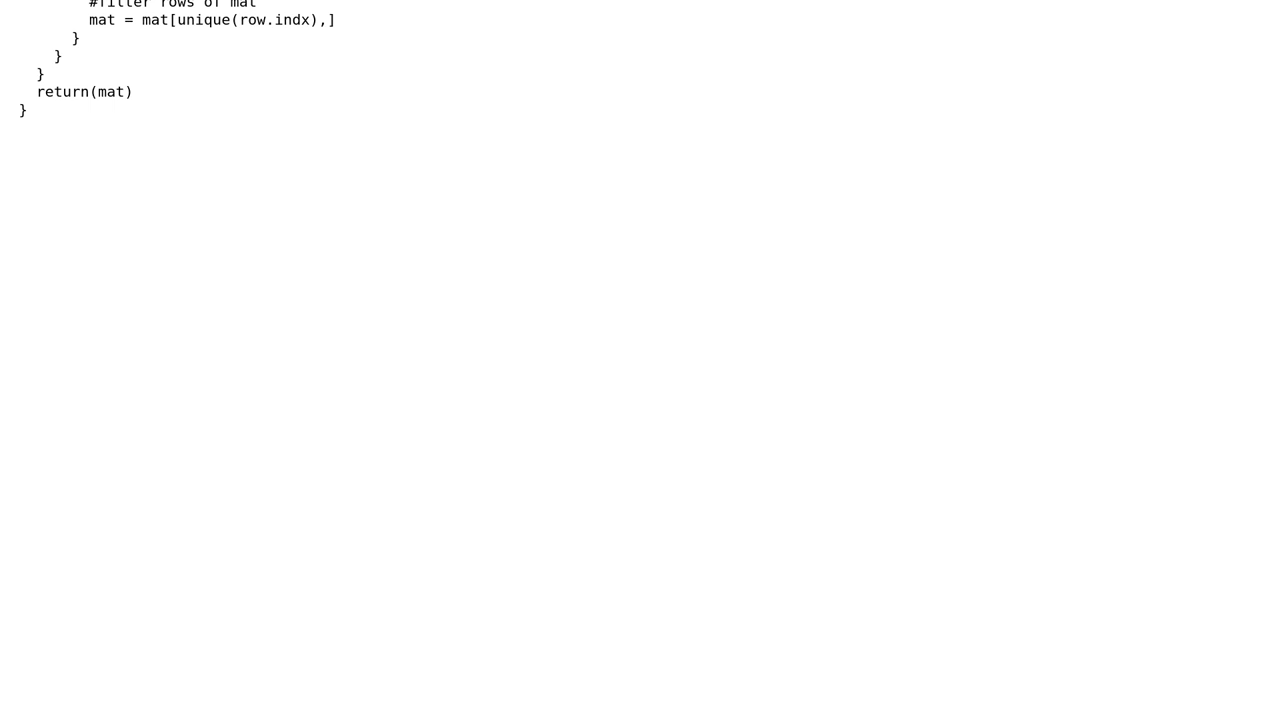 #filter rows of mat
mat = mat[unique(row.indx),]
}
}
}
return(mat)
}